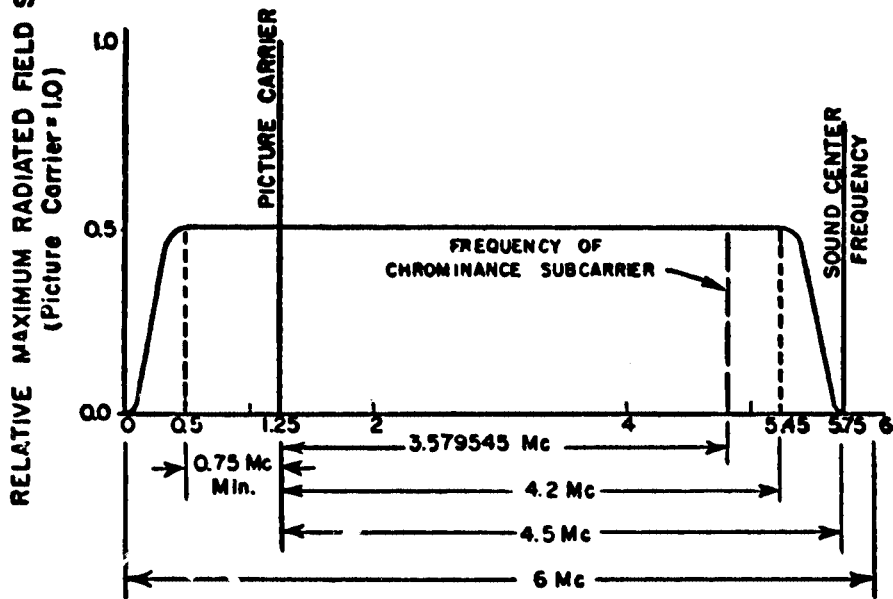 RELATIVE MAXIMUM RADIATED FIELD S
(Picture Carrier = 1.0)
1.0
0.5
0.0
PICTURE CARRIER
SOUND CENTER
FREQUENCY
FREQUENCY OF
CHROMINANCE SUBCARRIER
0 0.5 1.25 2 4 5.45 5.75 6
3.579545 Mc
0.75 Mc
Min.
4.2 Mc
4.5 Mc
6 Mc